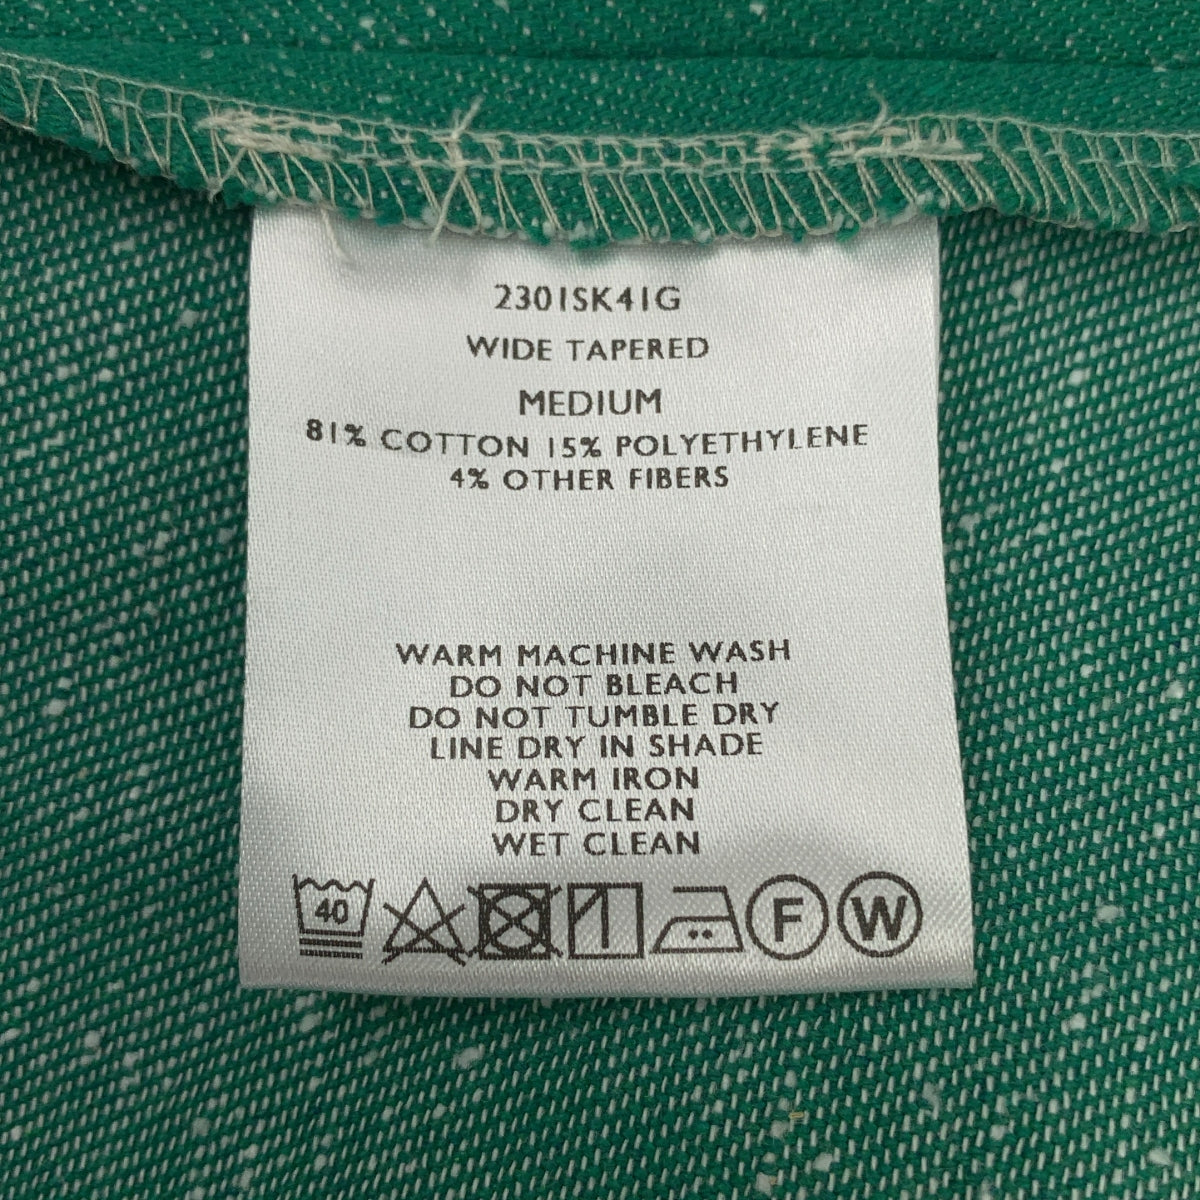 2301SK41G
WIDE TAPERED
MEDIUM
81% COTTON 15% POLYETHYLENE
4% OTHER FIBERS
WARM MACHINE WASH
DO NOT BLEACH
DO NOT TUMBLE DRY
LINE DRY IN SHADE
WARM IRON
DRY CLEAN
WET CLEAN
40 F W